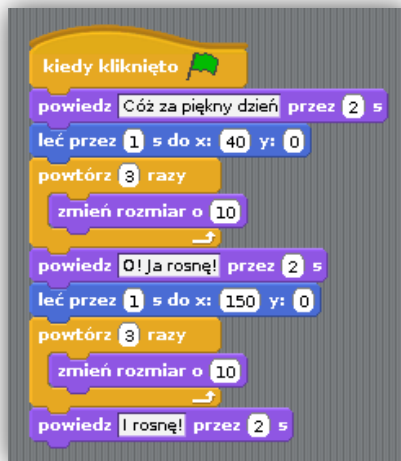 kiedy kliknięto
powiedz Cóż za piękny dzień przez 2 s
leć przez 1 s do x: 40 y: 0
powtórz 3 razy
zmień rozmiar o 10
powiedz O! Ja rosnę! przez 2 s
leć przez 1 s do x: 150 y: 0
powtórz 3 razy
zmień rozmiar o 10
powiedz I rosnę! przez 2 s